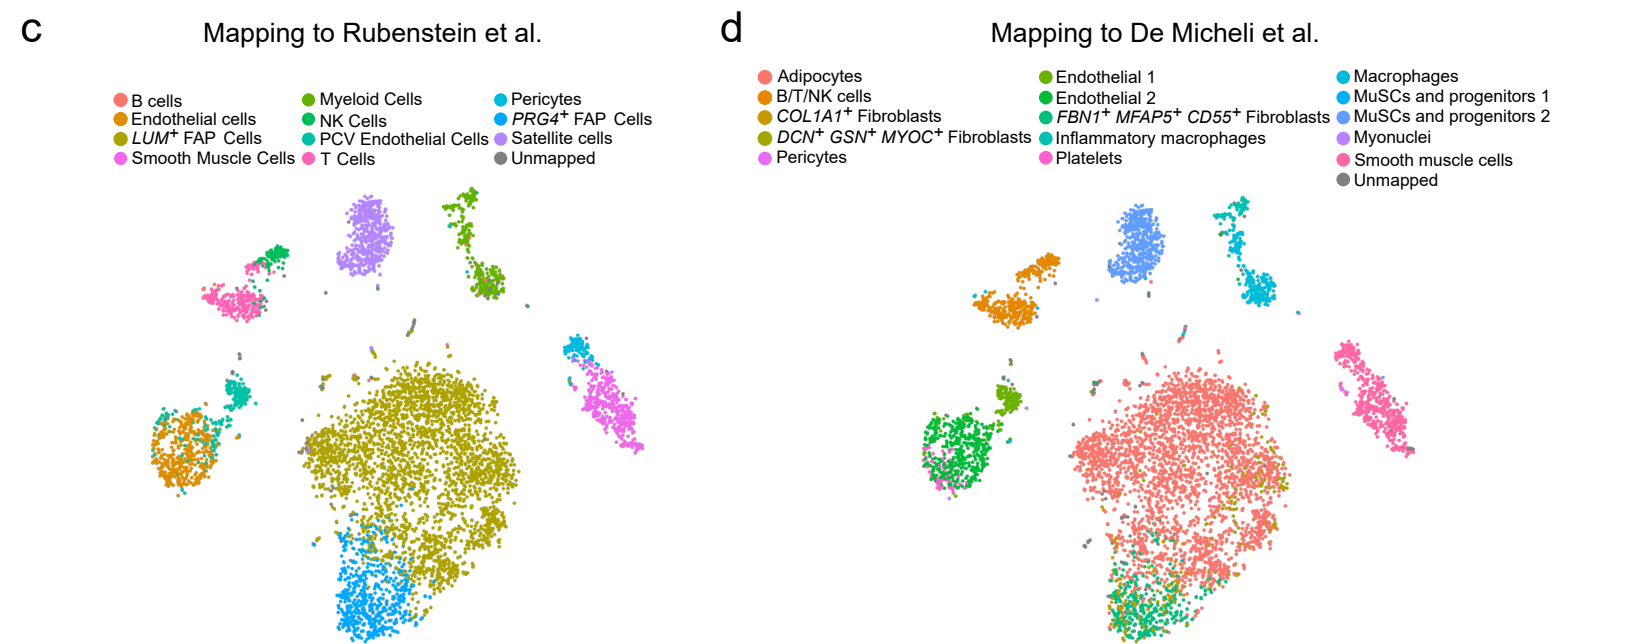 c
Mapping to Rubenstein et al.
B cells
Endothelial cells
LUM+ FAP Cells
Smooth Muscle Cells
Myeloid Cells
NK Cells
PCV Endothelial Cells
T Cells
Pericytes
PRG4+ FAP Cells
Satellite cells
Unmapped
d
Mapping to De Micheli et al.
Adipocytes
B/T/NK cells
COL1A1+ Fibroblasts
DCN+ GSN+ MYOC+ Fibroblasts
Pericytes
Endothelial 1
Endothelial 2
FBN1+ MFAP5+ CD55+ Fibroblasts
Inflammatory macrophages
Platelets
Macrophages
MuSCs and progenitors 1
MuSCs and progenitors 2
Myonuclei
Smooth muscle cells
Unmapped